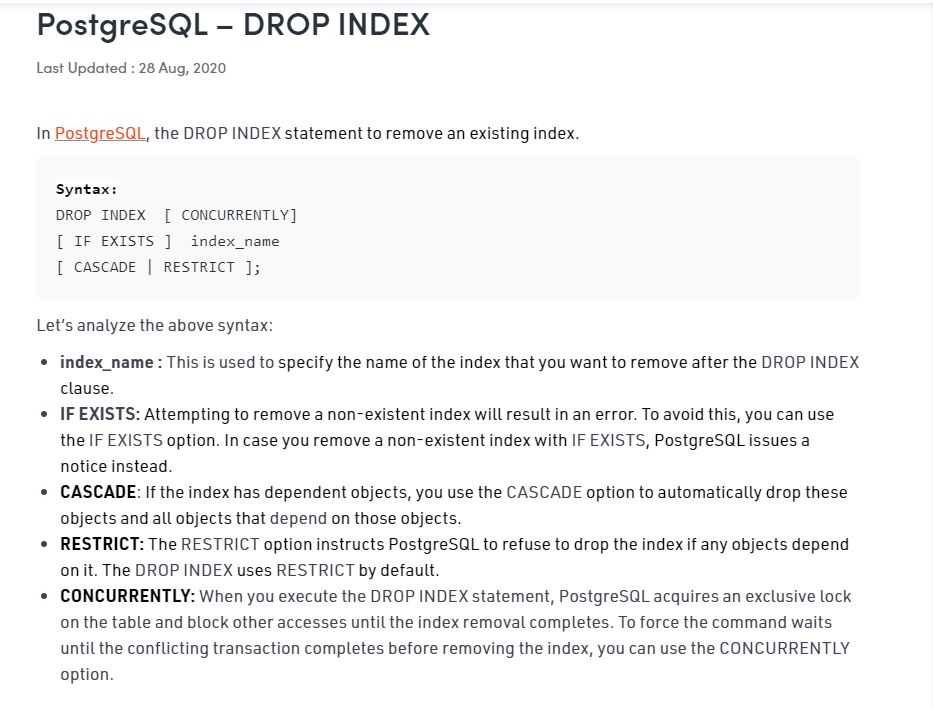 PostgreSQL – DROP INDEX
Last Updated : 28 Aug, 2020
In PostgreSQL, the DROP INDEX statement to remove an existing index.
Syntax:
DROP INDEX  [ CONCURRENTLY]
[ IF EXISTS ]  index_name
[ CASCADE | RESTRICT ];
Let’s analyze the above syntax:
• index_name : This is used to specify the name of the index that you want to remove after the DROP INDEX
clause.
• IF EXISTS: Attempting to remove a non-existent index will result in an error. To avoid this, you can use
the IF EXISTS option. In case you remove a non-existent index with IF EXISTS, PostgreSQL issues a
notice instead.
• CASCADE: If the index has dependent objects, you use the CASCADE option to automatically drop these
objects and all objects that depend on those objects.
• RESTRICT: The RESTRICT option instructs PostgreSQL to refuse to drop the index if any objects depend
on it. The DROP INDEX uses RESTRICT by default.
• CONCURRENTLY: When you execute the DROP INDEX statement, PostgreSQL acquires an exclusive lock
on the table and block other accesses until the index removal completes. To force the command waits
until the conflicting transaction completes before removing the index, you can use the CONCURRENTLY
option.